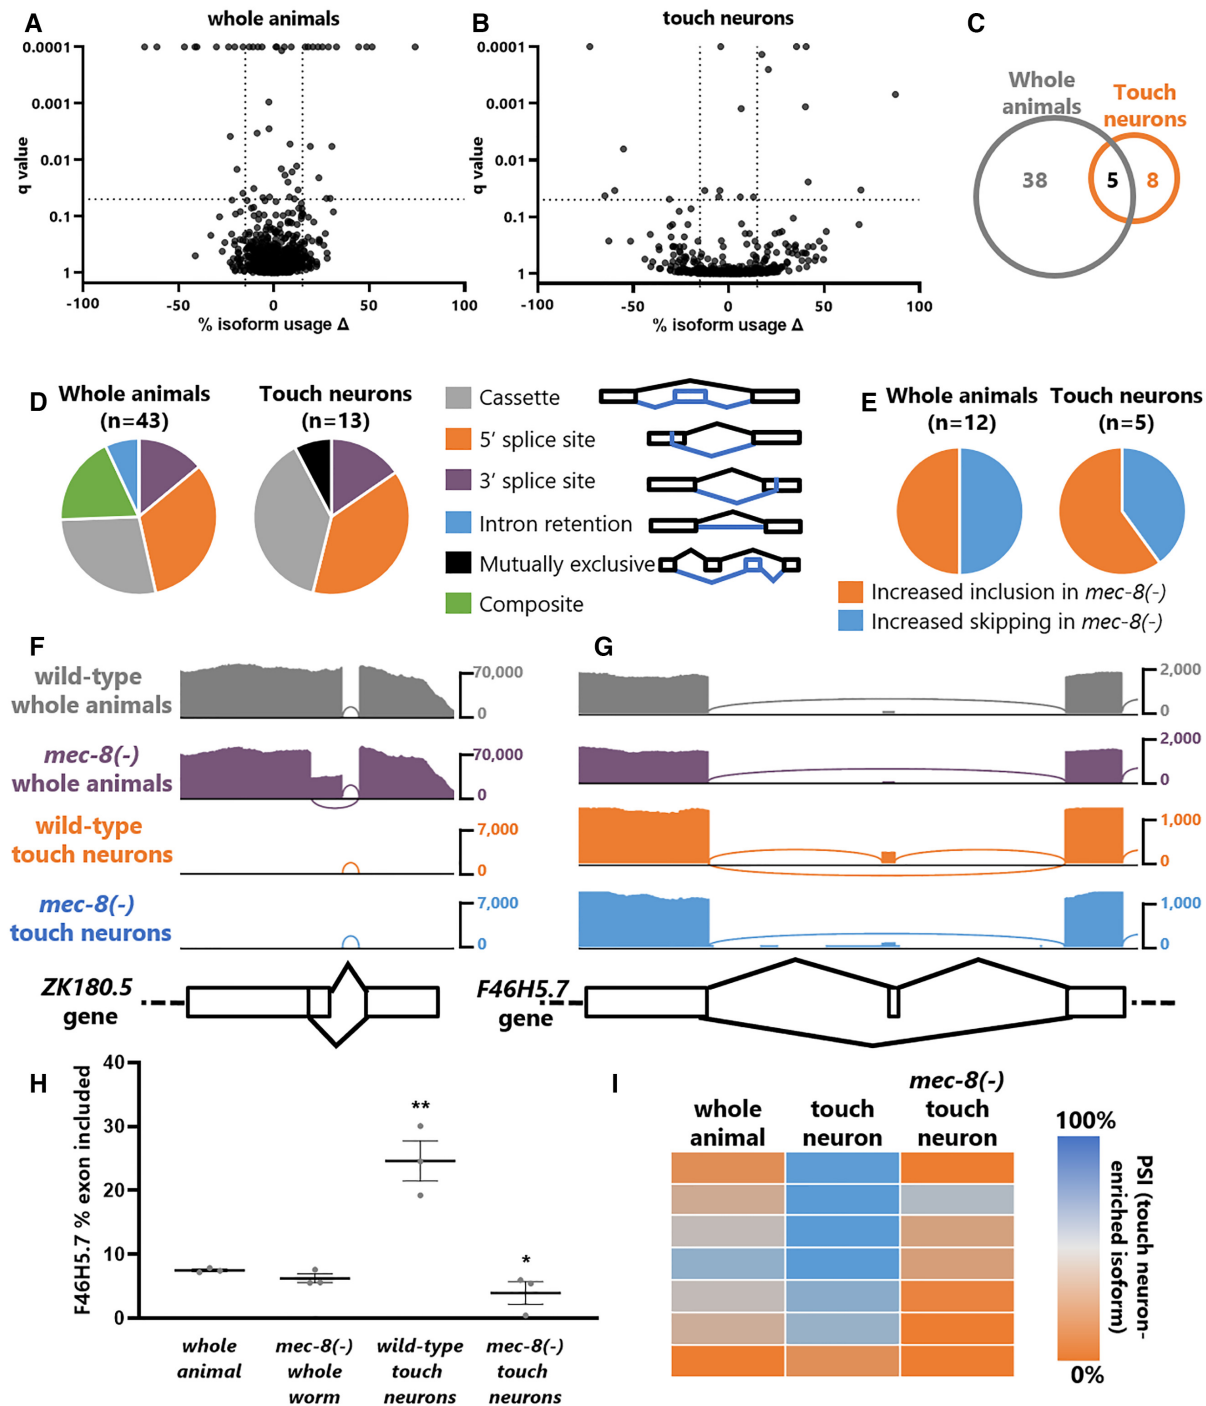 A
whole animals
0.0001
0.001
0.01
0.1
1
q value
-100
-50
0
50
100
% isoform usage Δ
B
touch neurons
0.0001
0.001
0.01
0.1
1
q value
-100
-50
0
50
100
% isoform usage Δ
C
Whole
animals
Touch
neurons
38
5
8
D
Whole animals
(n=43)
Touch neurons
(n=13)
Cassette
5′ splice site
3′ splice site
Intron retention
Mutually exclusive
Composite
E
Whole animals
(n=12)
Touch neurons
(n=5)
Increased inclusion in mec-8(-)
Increased skipping in mec-8(-)
F
wild-type
whole animals
70,000
0
mec-8(-)
whole animals
70,000
0
wild-type
touch neurons
7,000
0
mec-8(-)
touch neurons
7,000
0
ZK180.5
gene
G
2,000
0
2,000
0
1,000
0
1,000
0
F46H5.7
gene
H
F46H5.7 % exon included
40
30
20
10
0
**
*
whole
animal
mec-8(-)
whole
worm
wild-type
touch
neurons
mec-8(-)
touch
neurons
I
whole
animal
touch
neuron
mec-8(-)
touch
neuron
100%
0%
PSI (touch neuron-
enriched isoform)